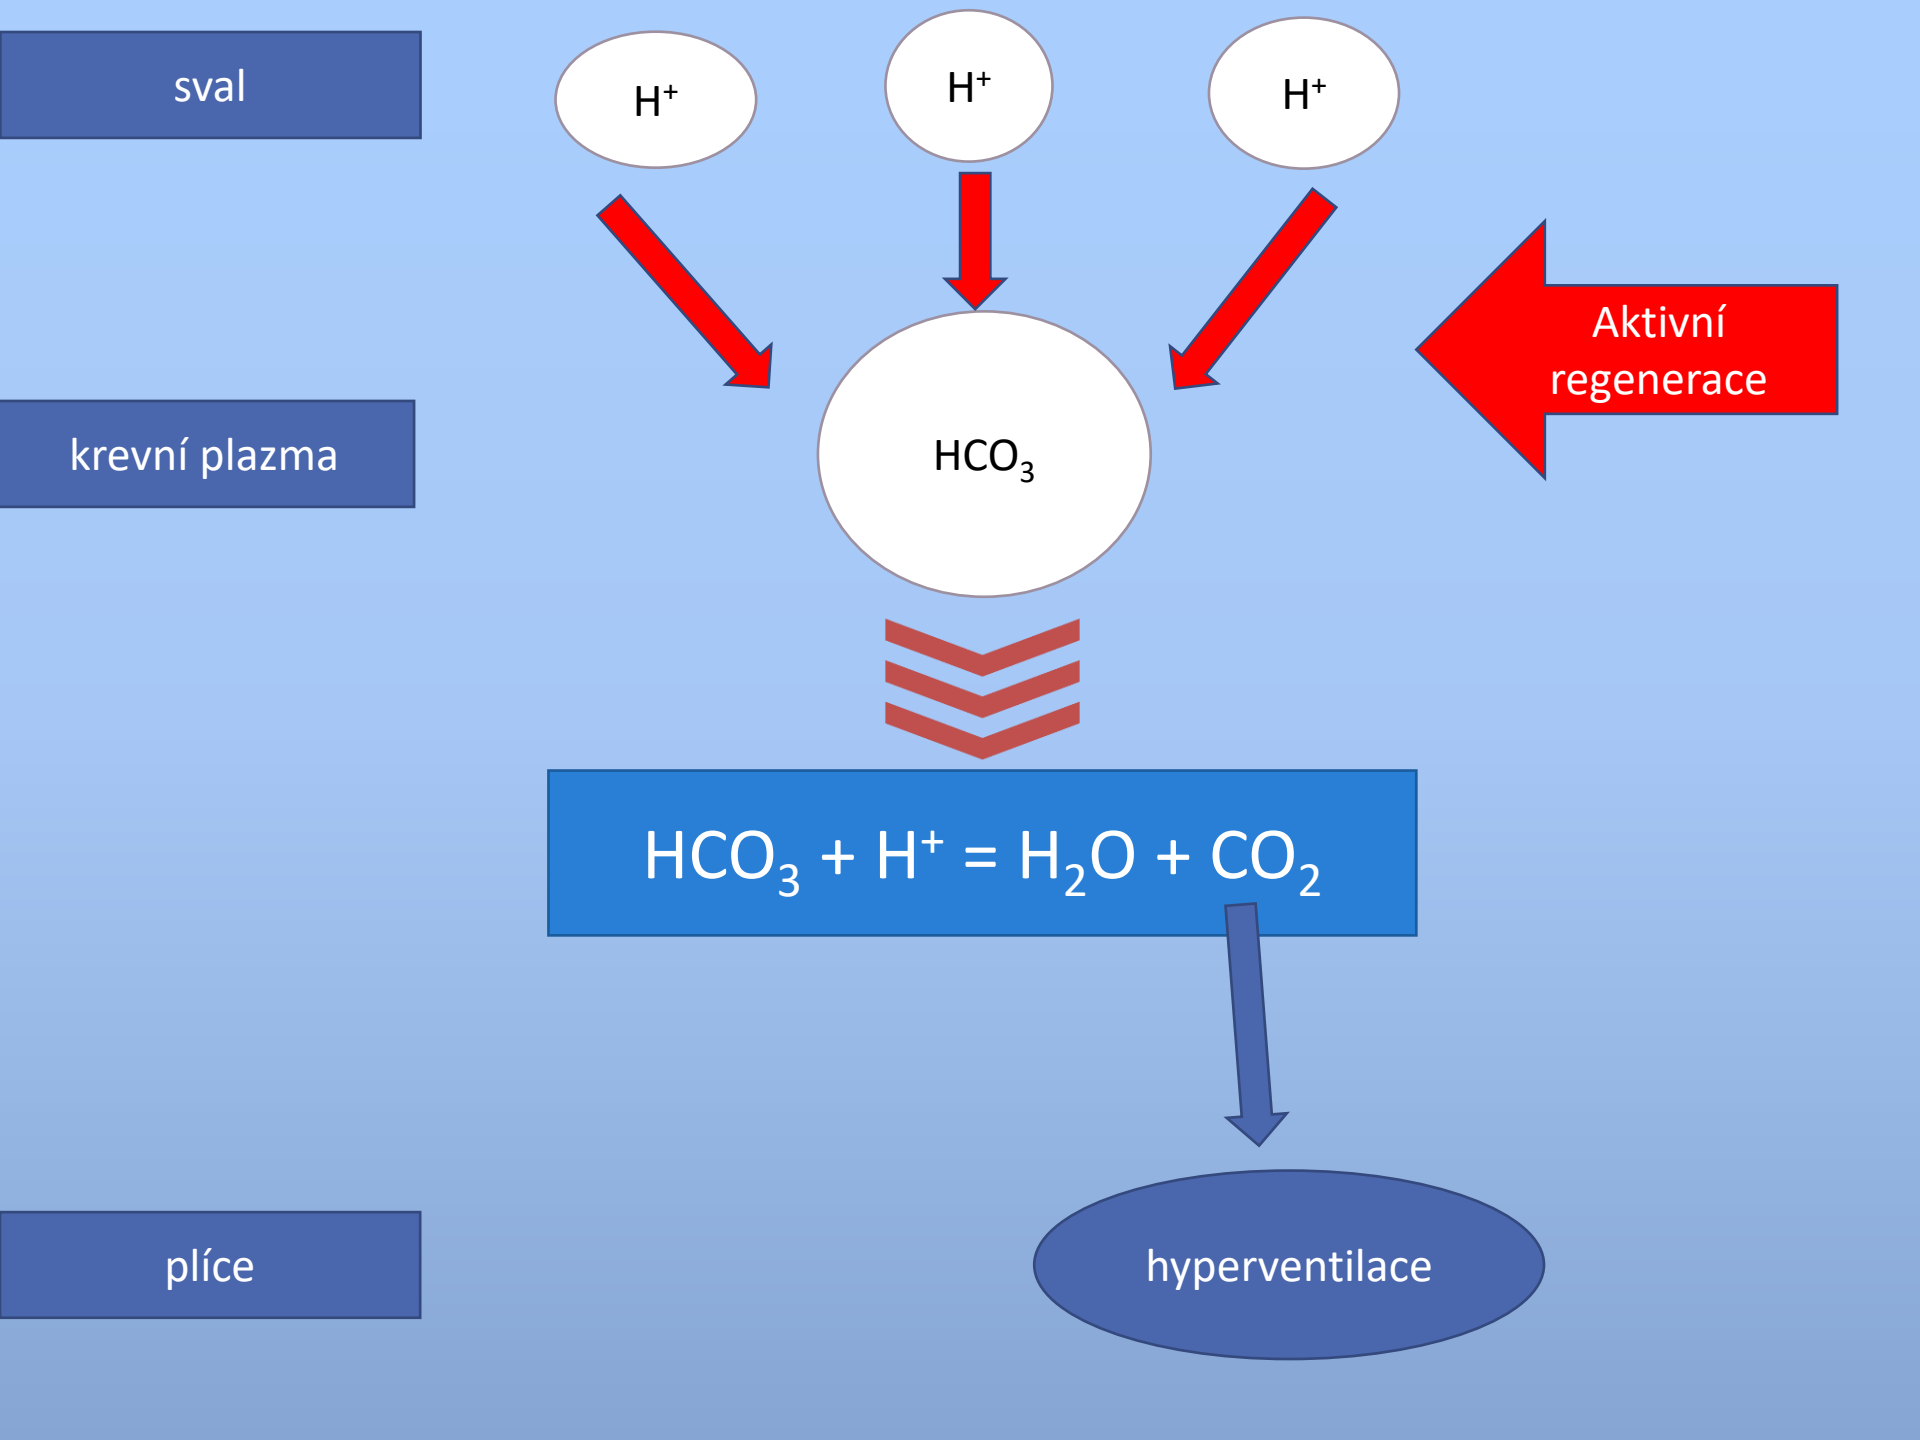 sval
H⁺
H⁺
H⁺
Aktivní
regenerace
krevní plazma
HCO₃
HCO₃ + H⁺ = H₂O + CO₂
plíce
hyperventilace